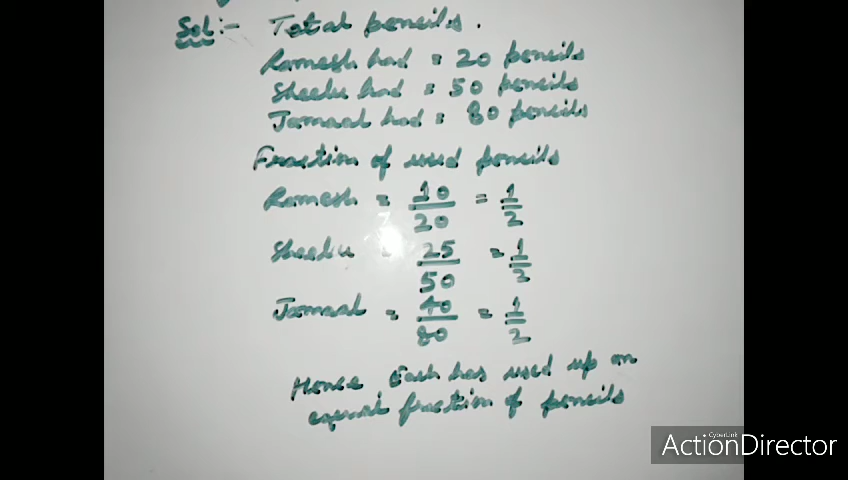 Sol:- Total pencils.
Ramesh had = 20 pencils
Sheelu had = 50 pencils
Jamaal had = 80 pencils
Fraction of used pencils
Ramesh = 10/20 = 1/2
Sheelu = 25/50 = 1/2
Jamaal = 40/80 = 1/2
Hence Each has used up an
equal fraction of pencils
CyberLink
ActionDirector